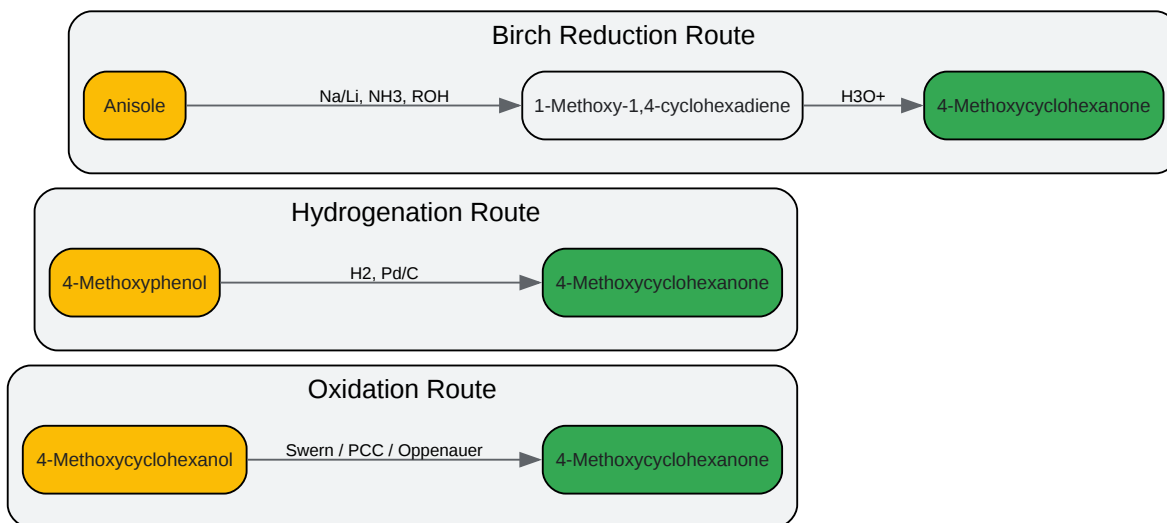 Birch Reduction Route
Anisole
Na/Li, NH3, ROH
1-Methoxy-1,4-cyclohexadiene
H3O+
4-Methoxycyclohexanone
Hydrogenation Route
4-Methoxyphenol
H2, Pd/C
4-Methoxycyclohexanone
Oxidation Route
4-Methoxycyclohexanol
Swern / PCC / Oppenauer
4-Methoxycyclohexanone